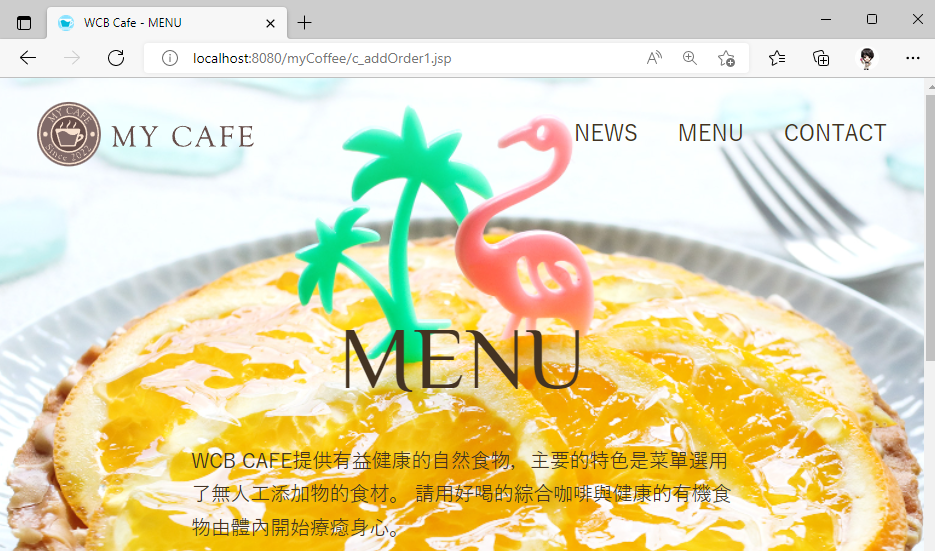 WCB Cafe - MENU
localhost:8080/myCoffee/c_addOrder1.jsp
MY CAFE
Since 2022
MY CAFE
NEWS MENU CONTACT
MENU
WCB CAFE提供有益健康的自然食物，主要的特色是菜單選用
了無人工添加物的食材。 請用好喝的綜合咖啡與健康的有機食
物由體內開始療癒身心。